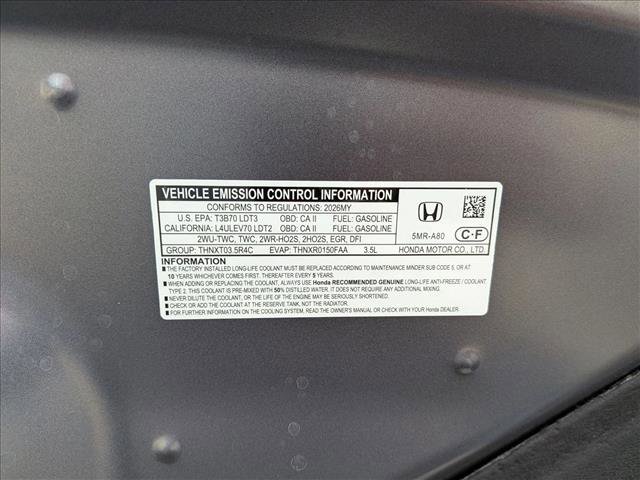 VEHICLE EMISSION CONTROL INFORMATION
CONFORMS TO REGULATIONS: 2026MY
U.S. EPA: T3B70 LDT3 OBD: CA II FUEL: GASOLINE
CALIFORNIA: L4ULEV70 LDT2 OBD: CA II FUEL: GASOLINE
2WU-TWC, TWC, 2WR-HO2S, 2HO2S, EGR, DFI
GROUP: THNXT03.5R4C EVAP: THNXR0150FAA 3.5L
5MR-A80
C·F
HONDA MOTOR CO., LTD.
INFORMATION
■ THE FACTORY INSTALLED LONG-LIFE COOLANT MUST BE REPLACED ACCORDING TO MAINTENANCE MINDER SUB CODE 5, OR AT
10 YEARS WHICHEVER COMES FIRST. THEREAFTER EVERY 5 YEARS.
■ WHEN ADDING OR REPLACING THE COOLANT, ALWAYS USE Honda RECOMMENDED GENUINE LONG-LIFE ANTI-FREEZE / COOLANT
TYPE 2. THIS COOLANT IS PRE-MIXED WITH 50% DISTILLED WATER. IT DOES NOT REQUIRE ANY ADDITIONAL MIXING.
■ NEVER DILUTE THE COOLANT, OR THE LIFE OF THE ENGINE MAY BE SERIOUSLY SHORTENED.
■ CHECK OR ADD THE COOLANT AT THE RESERVE TANK, NOT THE RADIATOR.
■ FOR FURTHER INFORMATION ON THE COOLING SYSTEM, READ THE OWNER'S MANUAL OR CHECK WITH YOUR Honda DEALER.